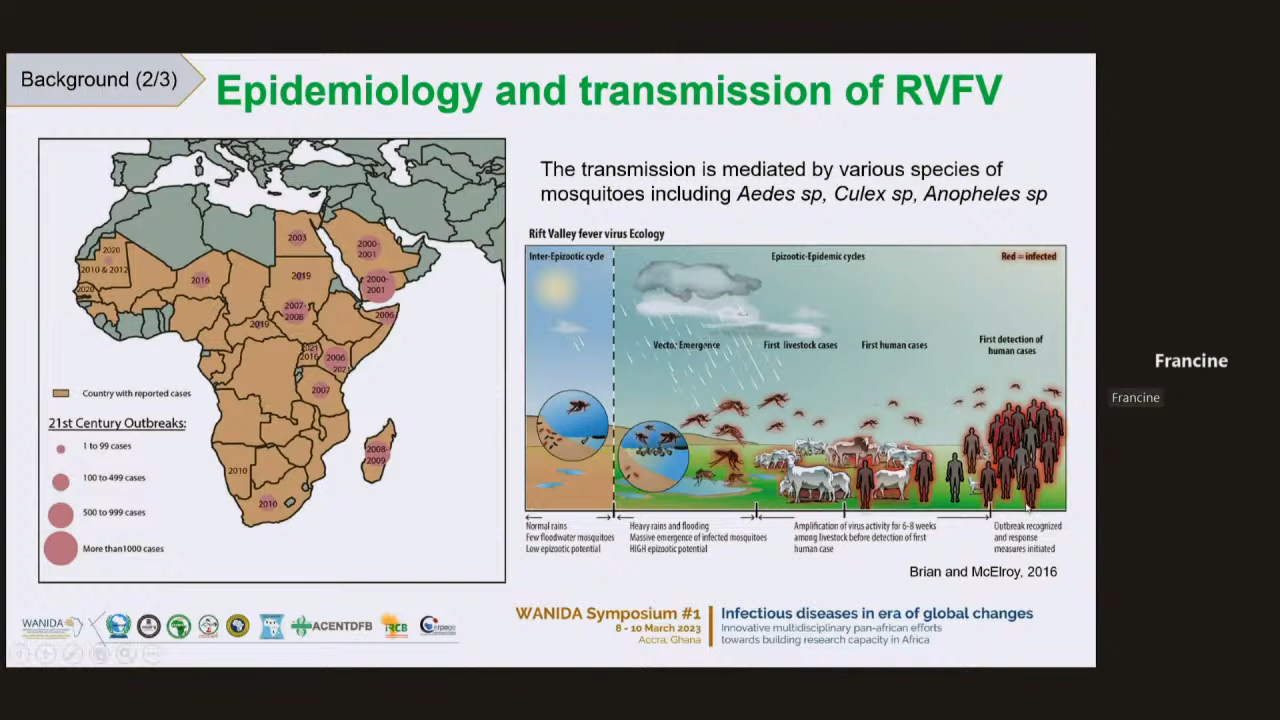 Background (2/3)
Epidemiology and transmission of RVFV
The transmission is mediated by various species of
mosquitoes including Aedes sp, Culex sp, Anopheles sp
2003
2000-
2001
2020
2010 & 2012
2016
2019
2000-
2001
2020
2007-
2008
2006
2019
2021
2016
2006
2021
2007
2008-
2009
2010
2010
Country with reported cases
21st Century Outbreaks:
1 to 99 cases
100 to 499 cases
500 to 999 cases
More than1000 cases
Rift Valley fever virus Ecology
Inter-Epizootic cycle
Epizootic-Epidemic cycles
Red = infected
Vector Emergence
First livestock cases
First human cases
First detection of
human cases
Normal rains
Few floodwater mosquitoes
Low epizootic potential
Heavy rains and flooding
Massive emergence of infected mosquitoes
HIGH epizootic potential
Amplification of virus activity for 6-8 weeks
among livestock before detection of first
human case
Outbreak recognized
and response
measures initiated
Brian and McElroy, 2016
WANIDA
ACENTDFB
IRCB
Cerpage
WANIDA Symposium #1
8 - 10 March 2023
Accra, Ghana
Infectious diseases in era of global changes
Innovative multidisciplinary pan-african efforts
towards building research capacity in Africa
Francine
Francine